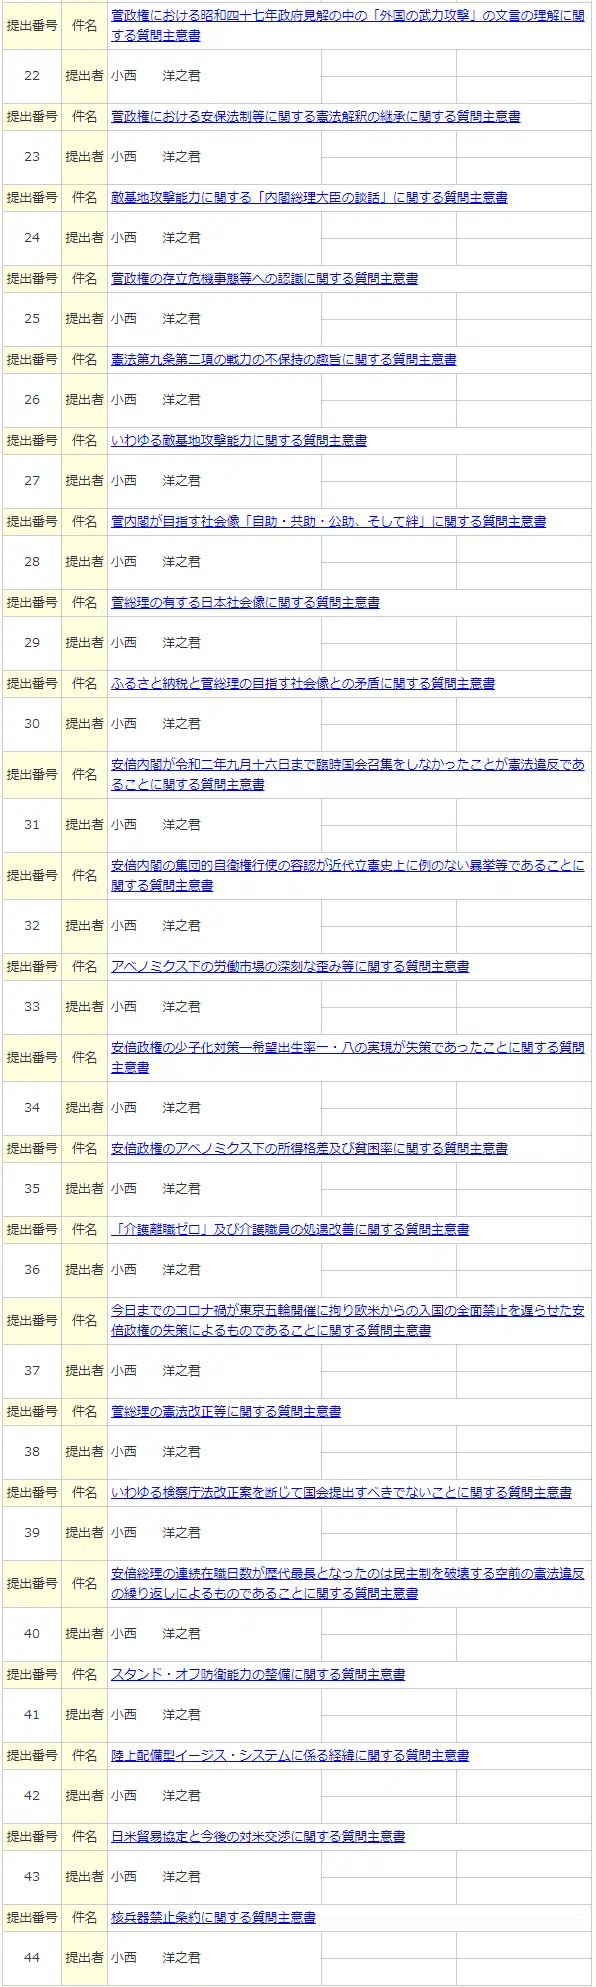 提出番号 件名 菅政権における昭和四十七年政府見解の中の「外国の武力攻撃」の文言の理解に関
する質問主意書
22 提出者 小西　　洋之君
提出番号 件名 菅政権における安保法制等に関する憲法解釈の継承に関する質問主意書
23 提出者 小西　　洋之君
提出番号 件名 敵基地攻撃能力に関する「内閣総理大臣の談話」に関する質問主意書
24 提出者 小西　　洋之君
提出番号 件名 菅政権の存立危機事態等への認識に関する質問主意書
25 提出者 小西　　洋之君
提出番号 件名 憲法第九条第二項の戦力の不保持の趣旨に関する質問主意書
26 提出者 小西　　洋之君
提出番号 件名 いわゆる敵基地攻撃能力に関する質問主意書
27 提出者 小西　　洋之君
提出番号 件名 菅内閣が目指す社会像「自助・共助・公助、そして絆」に関する質問主意書
28 提出者 小西　　洋之君
提出番号 件名 菅総理の有する日本社会像に関する質問主意書
29 提出者 小西　　洋之君
提出番号 件名 ふるさと納税と菅総理の目指す社会像との矛盾に関する質問主意書
30 提出者 小西　　洋之君
提出番号 件名 安倍内閣が令和二年九月十六日まで臨時国会召集をしなかったことが憲法違反であ
ることに関する質問主意書
31 提出者 小西　　洋之君
提出番号 件名 安倍内閣の集団的自衛権行使の容認が近代立憲史上に例のない暴挙等であることに
関する質問主意書
32 提出者 小西　　洋之君
提出番号 件名 アベノミクス下の労働市場の深刻な歪み等に関する質問主意書
33 提出者 小西　　洋之君
提出番号 件名 安倍政権の少子化対策―希望出生率一・八の実現が失策であったことに関する質問
主意書
34 提出者 小西　　洋之君
提出番号 件名 安倍政権のアベノミクス下の所得格差及び貧困率に関する質問主意書
35 提出者 小西　　洋之君
提出番号 件名 「介護離職ゼロ」及び介護職員の処遇改善に関する質問主意書
36 提出者 小西　　洋之君
提出番号 件名 今日までのコロナ禍が東京五輪開催に拘り欧米からの入国の全面禁止を遅らせた安
倍政権の失策によるものであることに関する質問主意書
37 提出者 小西　　洋之君
提出番号 件名 菅総理の憲法改正等に関する質問主意書
38 提出者 小西　　洋之君
提出番号 件名 いわゆる検察庁法改正案を断じて国会提出すべきでないことに関する質問主意書
39 提出者 小西　　洋之君
提出番号 件名 安倍総理の連続在職日数が歴代最長となったのは民主制を破壊する空前の憲法違反
の繰り返しによるものであることに関する質問主意書
40 提出者 小西　　洋之君
提出番号 件名 スタンド・オフ防衛能力の整備に関する質問主意書
41 提出者 小西　　洋之君
提出番号 件名 陸上配備型イージス・システムに係る経緯に関する質問主意書
42 提出者 小西　　洋之君
提出番号 件名 日米貿易協定と今後の対米交渉に関する質問主意書
43 提出者 小西　　洋之君
提出番号 件名 核兵器禁止条約に関する質問主意書
44 提出者 小西　　洋之君